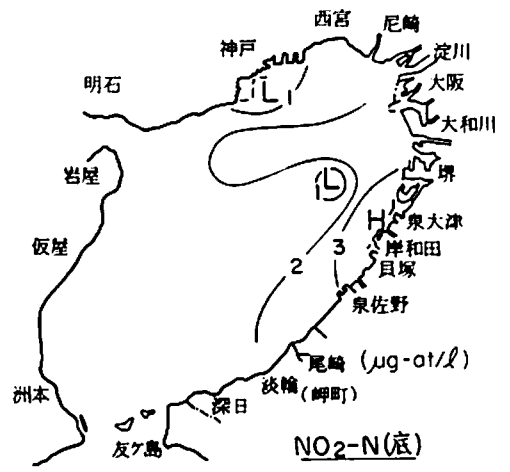 西宮
尼崎
神戸
淀川
明石
L
1
大阪
大和川
岩屋
L
堺
H
泉大津
仮屋
2
3
岸和田
貝塚
泉佐野
尾崎 (μg-at/ℓ)
淡輪
(岬町)
洲本
深日
友ケ島
NO2-N(底)